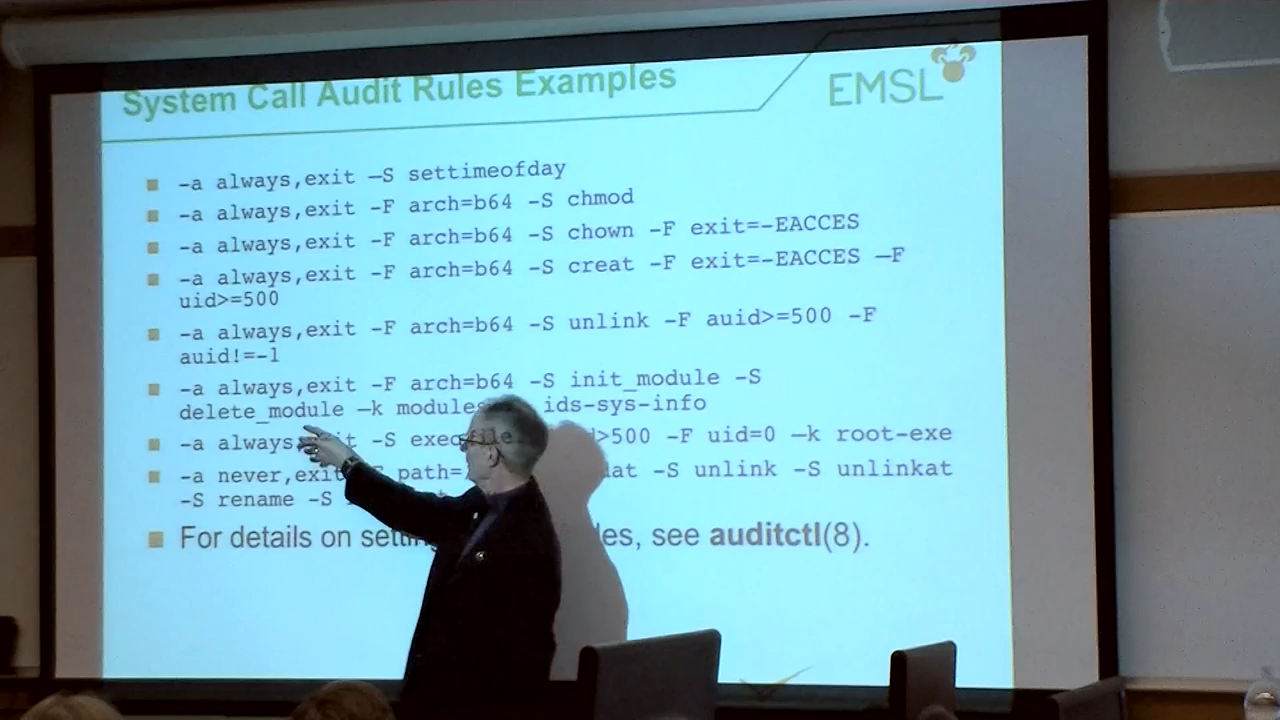 System Call Audit Rules Examples
EMSL
-a always,exit –S settimeofday
-a always,exit -F arch=b64 -S chmod
-a always,exit -F arch=b64 -S chown -F exit=-EACCES
-a always,exit -F arch=b64 -S creat -F exit=-EACCES –F
uid>=500
-a always,exit -F arch=b64 -S unlink -F auid>=500 -F
auid!=-1
-a always,exit -F arch=b64 -S init_module -S
delete_module –k modules ids-sys-info
-a always -S >500 -F uid=0 –k root-exe
-a never,exit path= -S unlink -S unlinkat
-S rename -S
For details on see auditctl(8).